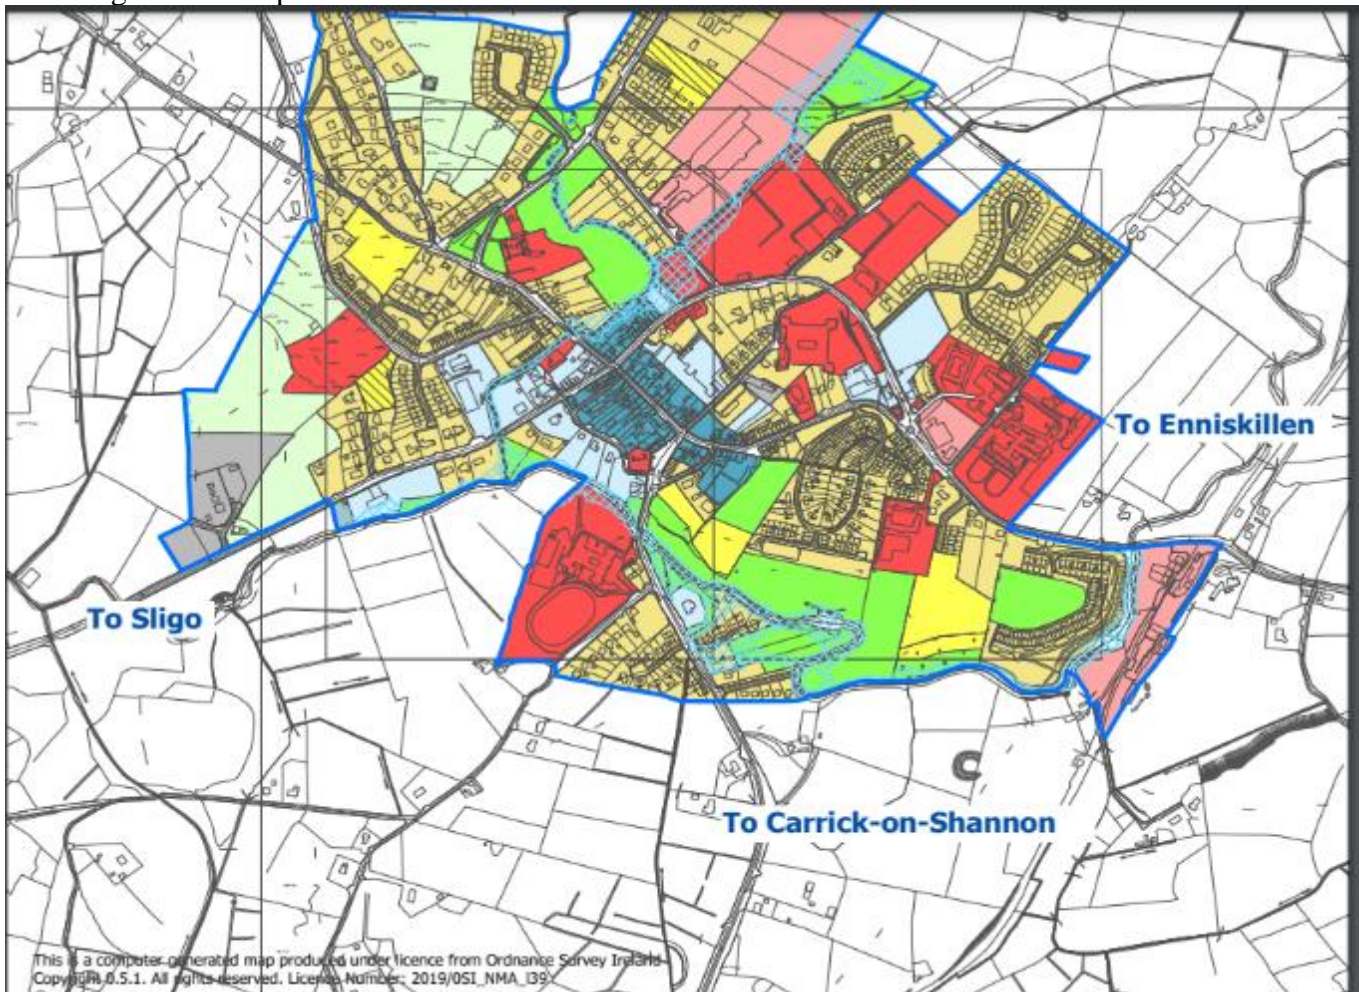 To Enniskillen
To Sligo
To Carrick-on-Shannon
This is a computer generated map produced under licence from Ordnance Survey Ireland
Copyright 0.5.1. All rights reserved. Licence Number: 2019/0SI_NMA_139